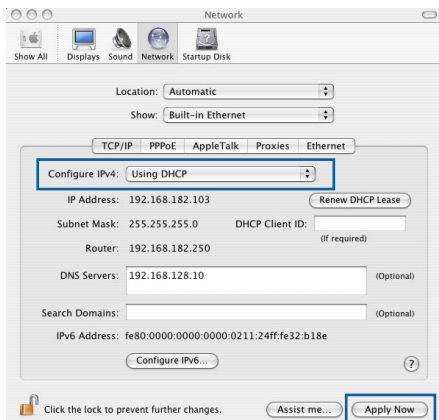 Network
Show All Displays Sound Network Startup Disk
Location: Automatic
Show: Built-in Ethernet
TCP/IP PPPoE AppleTalk Proxies Ethernet
Configure IPv4: Using DHCP
IP Address: 192.168.182.103 Renew DHCP Lease
Subnet Mask: 255.255.255.0 DHCP Client ID:
(If required)
Router: 192.168.182.250
DNS Servers: 192.168.128.10 (Optional)
Search Domains: (Optional)
IPv6 Address: fe80:0000:0000:0000:0211:24ff:fe32:b18e
Configure IPv6... ?
Click the lock to prevent further changes. Assist me... Apply Now